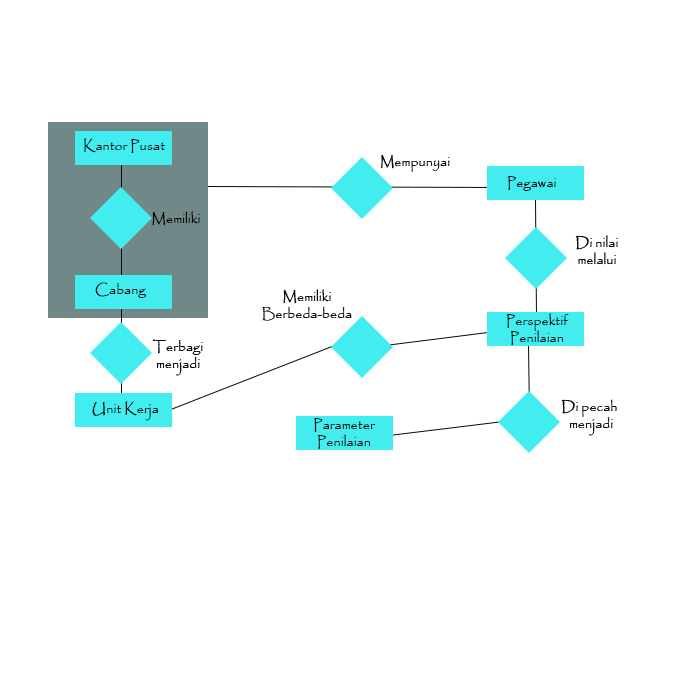 Kantor Pusat
Mempunyai
Pegawai
Memiliki
Di nilai
melalui
Cabang
Memiliki
Berbeda-beda
Perspektif
Penilaian
Terbagi
menjadi
Unit Kerja
Di pecah
menjadi
Parameter
Penilaian